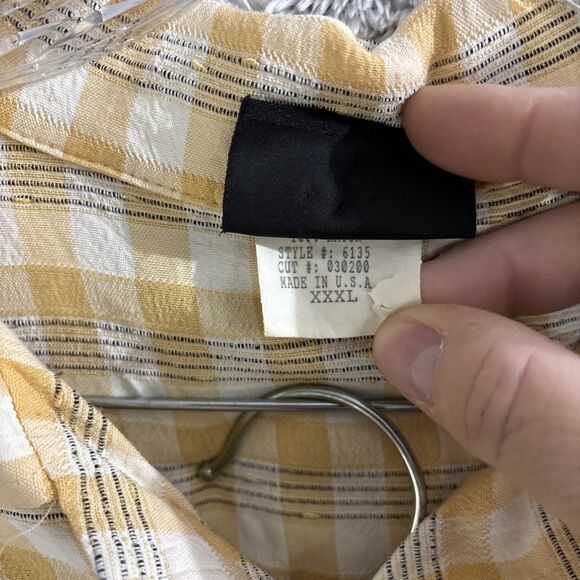 STYLE #: 6135
CUT #: 030200
MADE IN U.S.A
XXXL